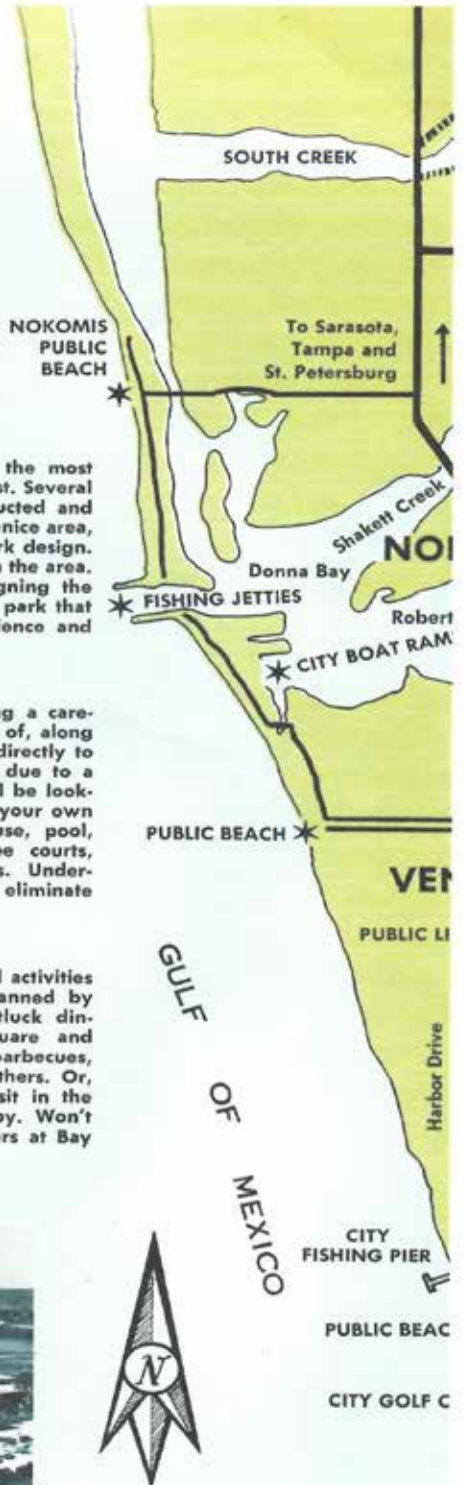 SOUTH CREEK
NOKOMIS
PUBLIC
BEACH
To Sarasota,
Tampa and
St. Petersburg
the most
st. Several
ucted and
enice area,
rk design.
the area.
igning the
park that
ience and
Shakett Creek
NO
Donna Bay
FISHING JETTIES
Robert
CITY BOAT RAM
g a care-
of, along
directly to
due to a
l be look-
your own
use, pool,
e courts,
s. Under-
eliminate
PUBLIC BEACH
VEN
PUBLIC LI
d activities
anned by
tluck din-
uare and
arbecues,
thers. Or,
sit in the
by. Won't
rs at Bay
GULF
OF
MEXICO
Harbor Drive
CITY
FISHING PIER
PUBLIC BEAC
CITY GOLF C
N